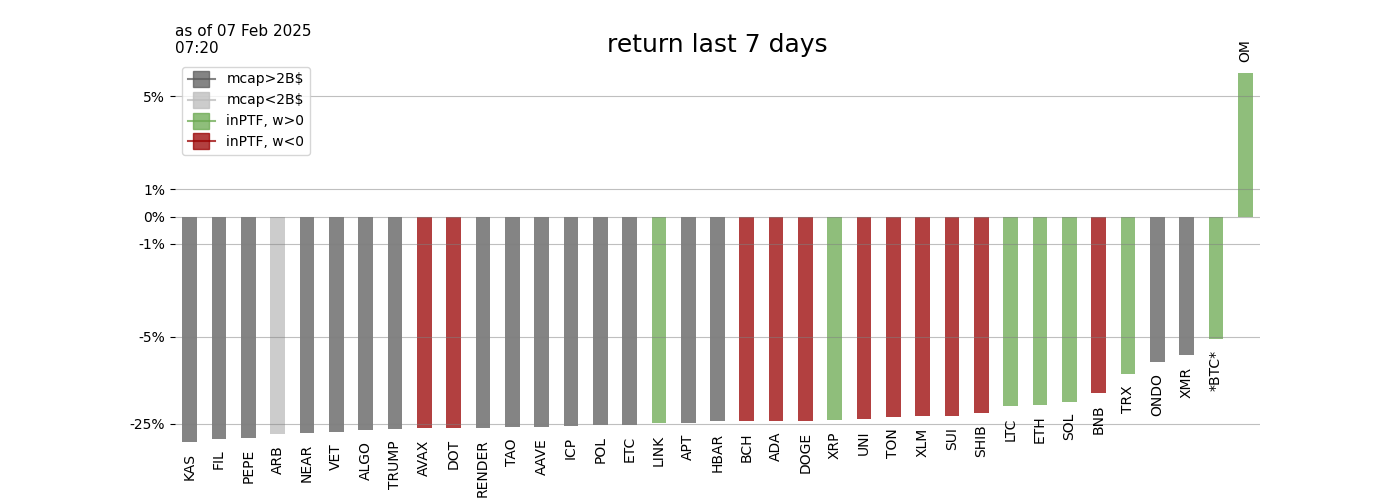 as of 07 Feb 2025
07:20
return last 7 days
mcap>2B$
mcap<2B$
inPTF, w>0
inPTF, w<0
5%
1%
0%
-1%
-5%
-25%
KAS
FIL
PEPE
ARB
NEAR
VET
ALGO
TRUMP
AVAX
DOT
RENDER
TAO
AAVE
ICP
POL
ETC
LINK
APT
HBAR
BCH
ADA
DOGE
XRP
UNI
TON
XLM
SUI
SHIB
LTC
ETH
SOL
BNB
TRX
ONDO
XMR
*BTC*
OM